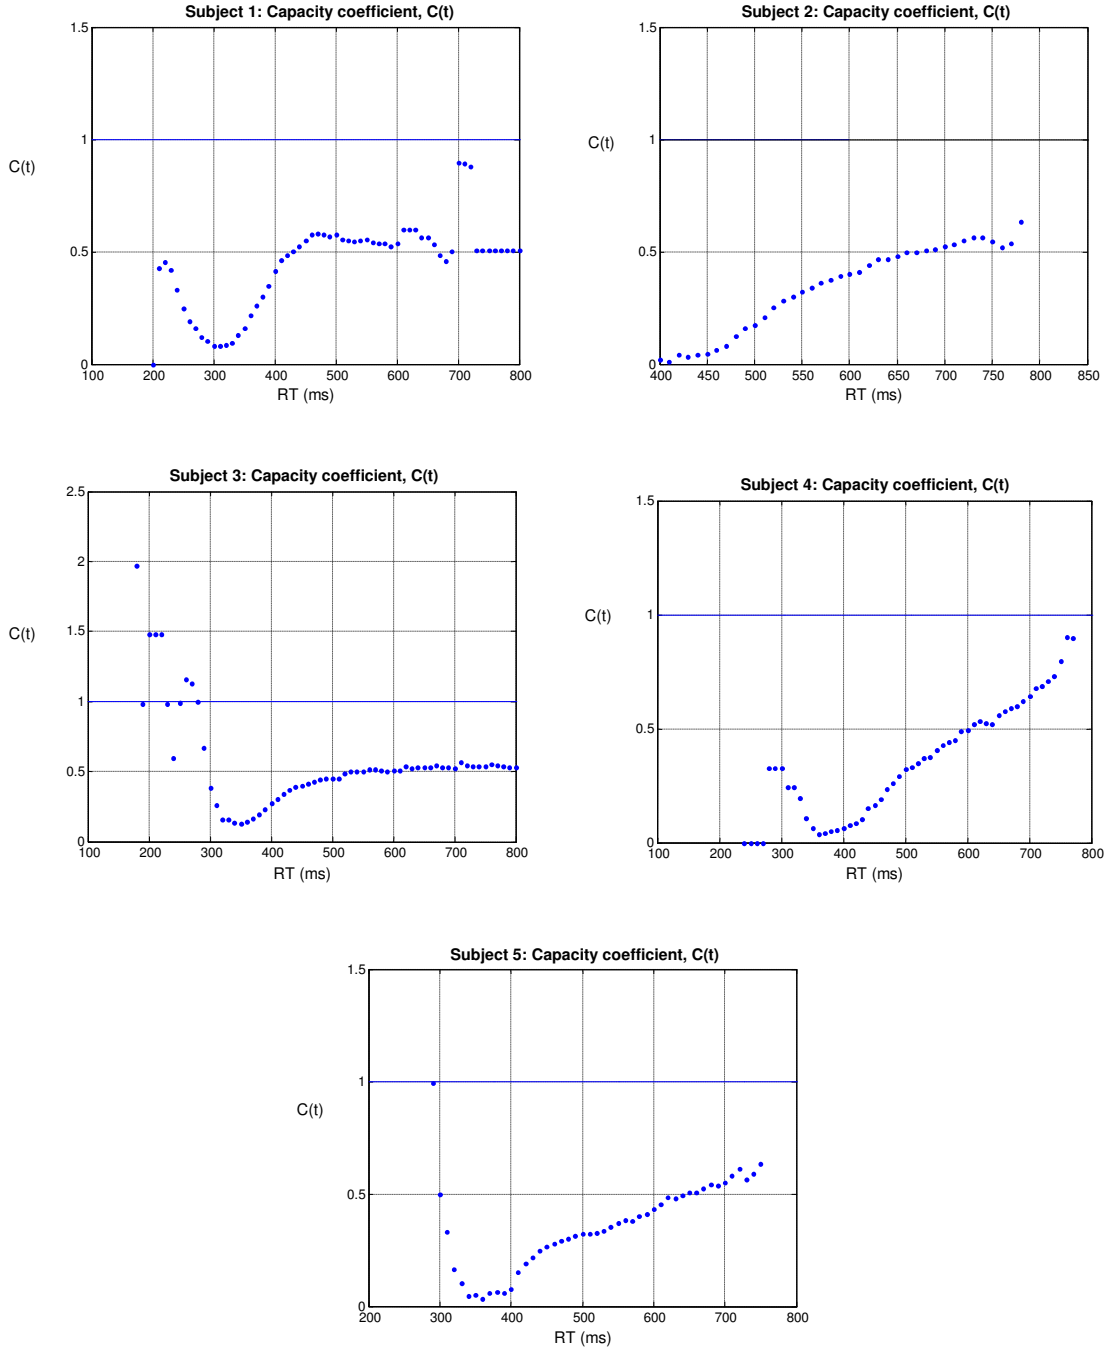 Subject 1: Capacity coefficient, C(t)
1.5
1
C(t)
0.5
0
100 200 300 400 500 600 700 800
RT (ms)
Subject 2: Capacity coefficient, C(t)
1.5
1
C(t)
0.5
0
400 450 500 550 600 650 700 750 800 850
RT (ms)
Subject 3: Capacity coefficient, C(t)
2.5
2
1.5
C(t)
1
0.5
0
100 200 300 400 500 600 700 800
RT (ms)
Subject 4: Capacity coefficient, C(t)
1.5
1
C(t)
0.5
0
100 200 300 400 500 600 700 800
RT (ms)
Subject 5: Capacity coefficient, C(t)
1.5
1
C(t)
0.5
0
200 300 400 500 600 700 800
RT (ms)